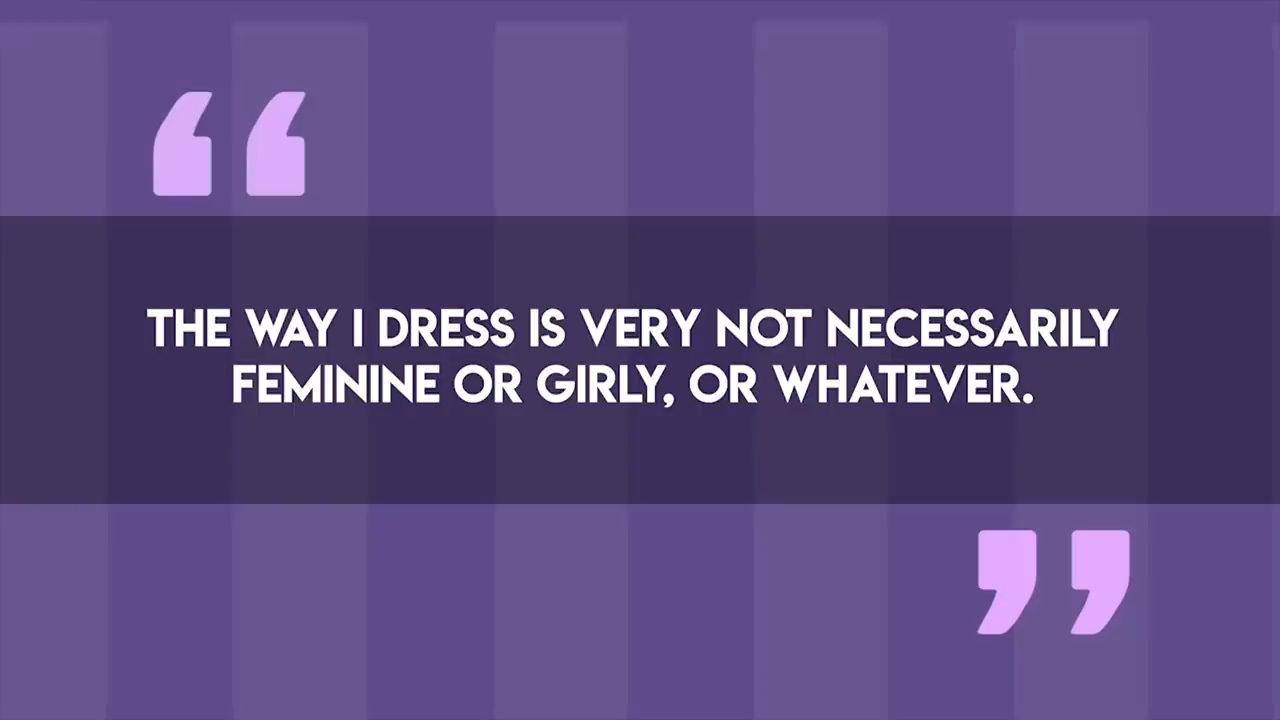 THE WAY I DRESS IS VERY NOT NECESSARILY
FEMININE OR GIRLY, OR WHATEVER.